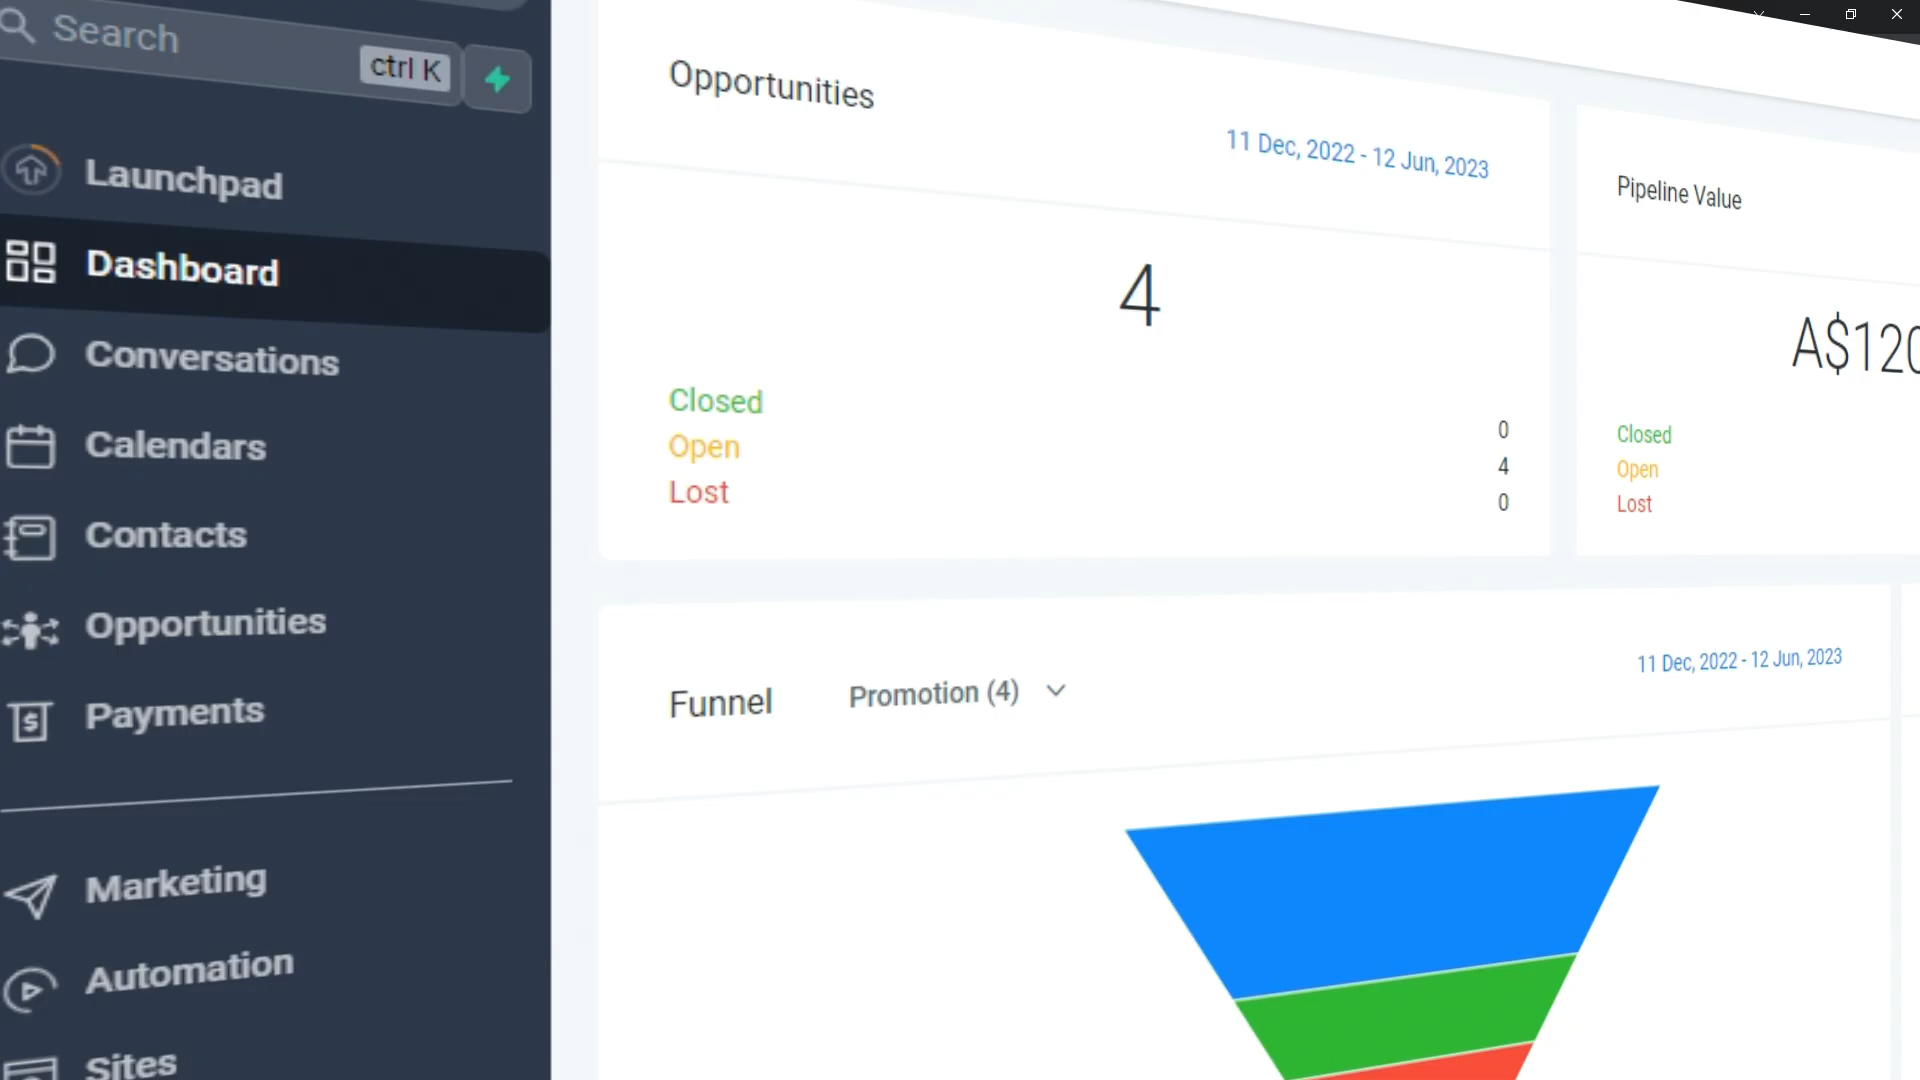 Search
ctrl K
Launchpad
Dashboard
Conversations
Calendars
Contacts
Opportunities
Payments
Marketing
Automation
Sites
Opportunities
11 Dec, 2022 - 12 Jun, 2023
4
Closed 0
Open 4
Lost 0
Pipeline Value
A$120
Closed
Open
Lost
Funnel
Promotion (4)
11 Dec, 2022 - 12 Jun, 2023